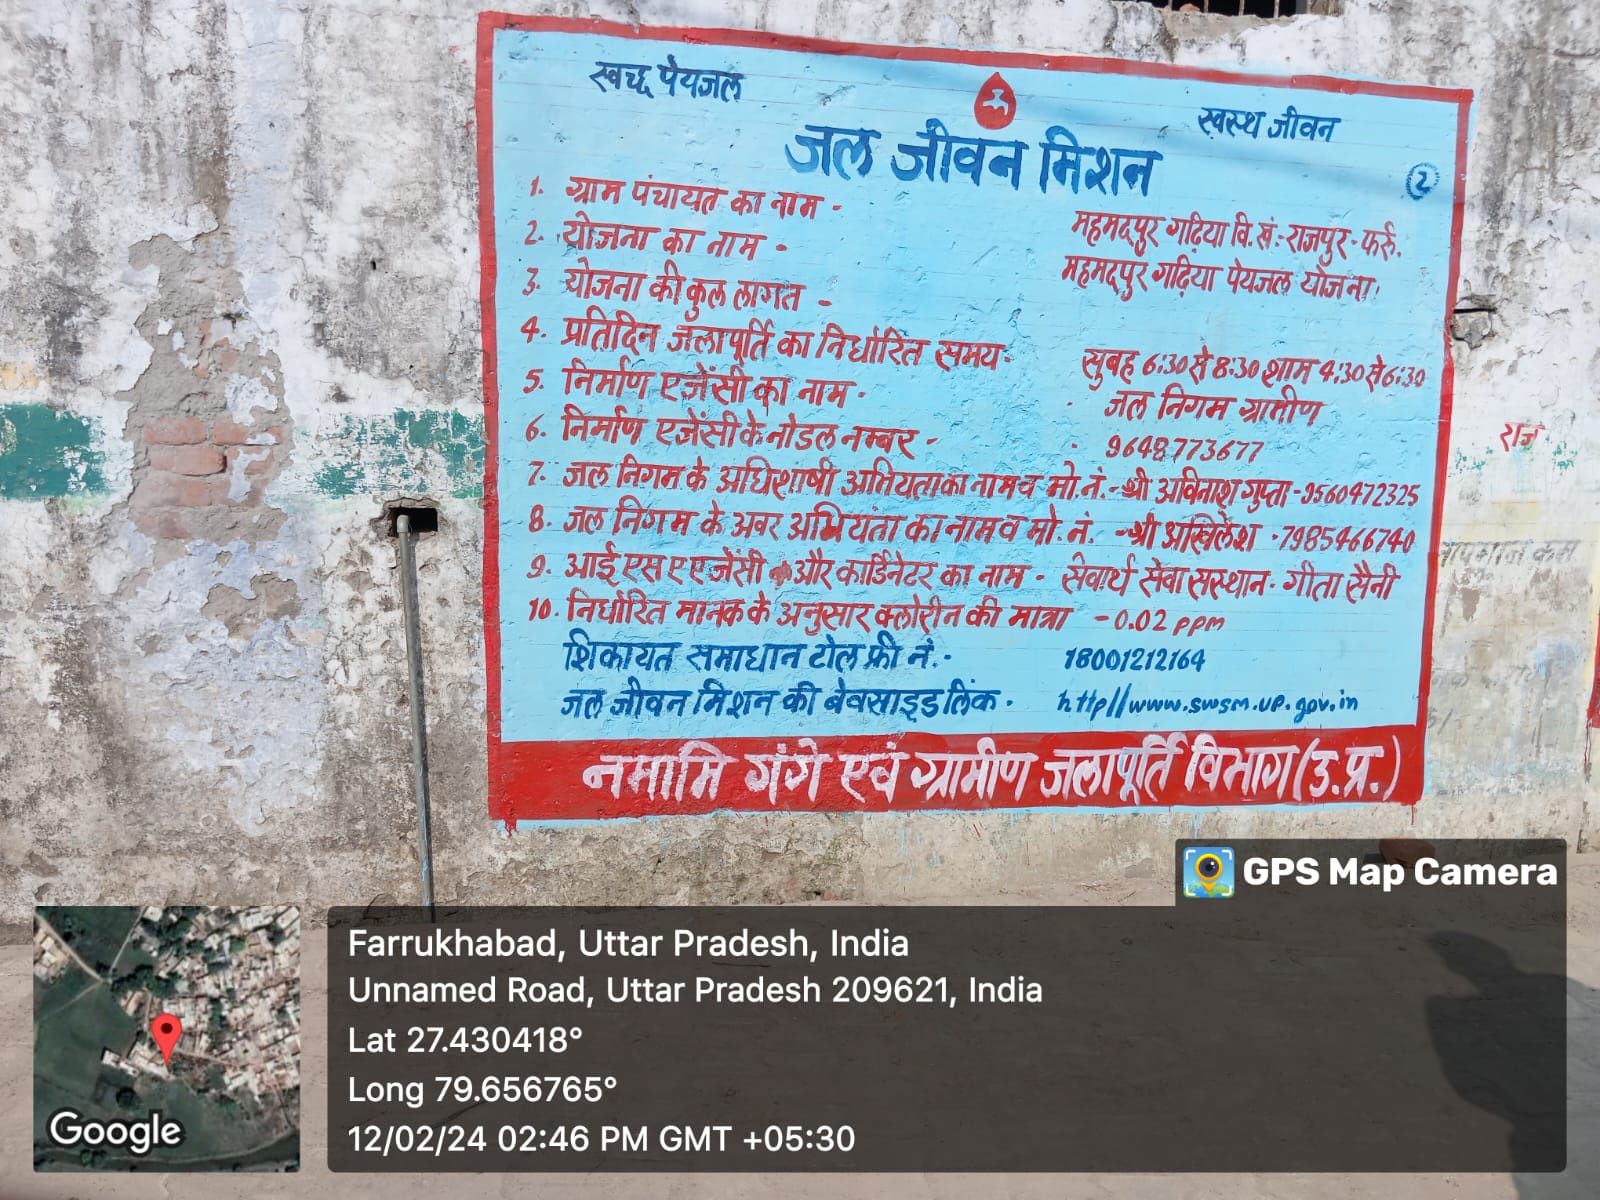 स्वच्छ पेयजल
स्वस्थ जीवन
जल जीवन मिशन
2
1. ग्राम पंचायत का नाम - महमदपुर गढ़िया वि.खं:- राजपुर - फर्रु.
2. योजना का नाम - महमदपुर गढ़िया पेयजल योजना
3. योजना की कुल लागत -
4. प्रतिदिन जलापूर्ति का निर्धारित समय- सुबह 6:30 से 8:30 शाम 4:30 से 6:30
5. निर्माण एजेंसी का नाम - जल निगम ग्रामीण
6. निर्माण एजेंसी के नोडल नम्बर - 9648773677
7. जल निगम के अधिशाषी अभियताका नाम व मो.नं.- श्री अविनाश गुप्ता - 9560472325
8. जल निगम के अवर अभियंता का नाम व मो. नं. - श्री अखिलेश - 7985466740
9. आई एस ए एजेंसी और कार्डिनेटर का नाम - सेवार्थ सेवा सस्थान - गीता सैनी
10. निर्धारित मानक के अनुसार क्लोरीन की मात्रा - 0.02 ppm
शिकायत समाधान टोल फ्री नं.- 18001212164
जल जीवन मिशन की बेवसाइड लिंक - http//www.swsm.up.gov.in
नमामि गंगे एवं ग्रामीण जलापूर्ति विभाग (उ.प्र.)
राज
GPS Map Camera
Farrukhabad, Uttar Pradesh, India
Unnamed Road, Uttar Pradesh 209621, India
Lat 27.430418°
Long 79.656765°
12/02/24 02:46 PM GMT +05:30
Google